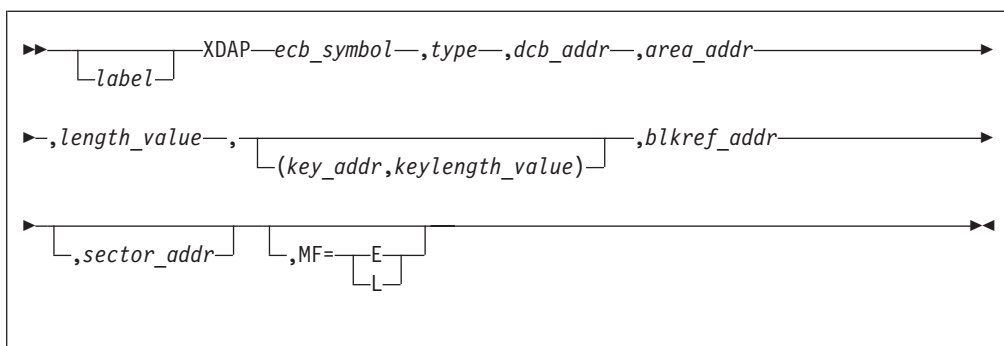 XDAP ecb_symbol ,type ,dcb_addr ,area_addr
label
,length_value , ,blkref_addr
(key_addr,keylength_value)
,sector_addr ,MF= E
L